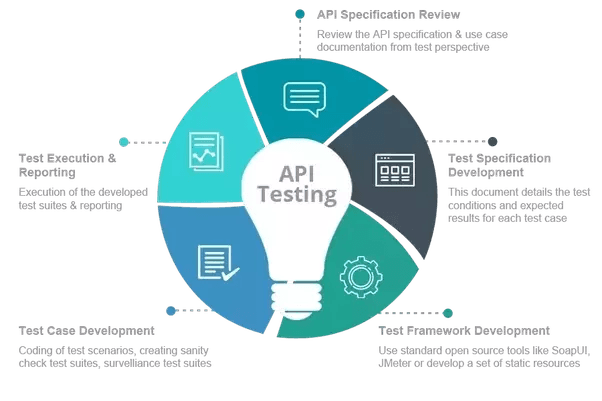 API Specification Review
Review the API specification & use case
documentation from test perspective
Test Execution &
Reporting
Execution of the developed
test suites & reporting
API
Testing
Test Specification
Development
This document details the test
conditions and expected
results for each test case
Test Case Development
Coding of test scenarios, creating sanity
check test suites, survelliance test suites
Test Framework Development
Use standard open source tools like SoapUI,
JMeter or develop a set of static resources